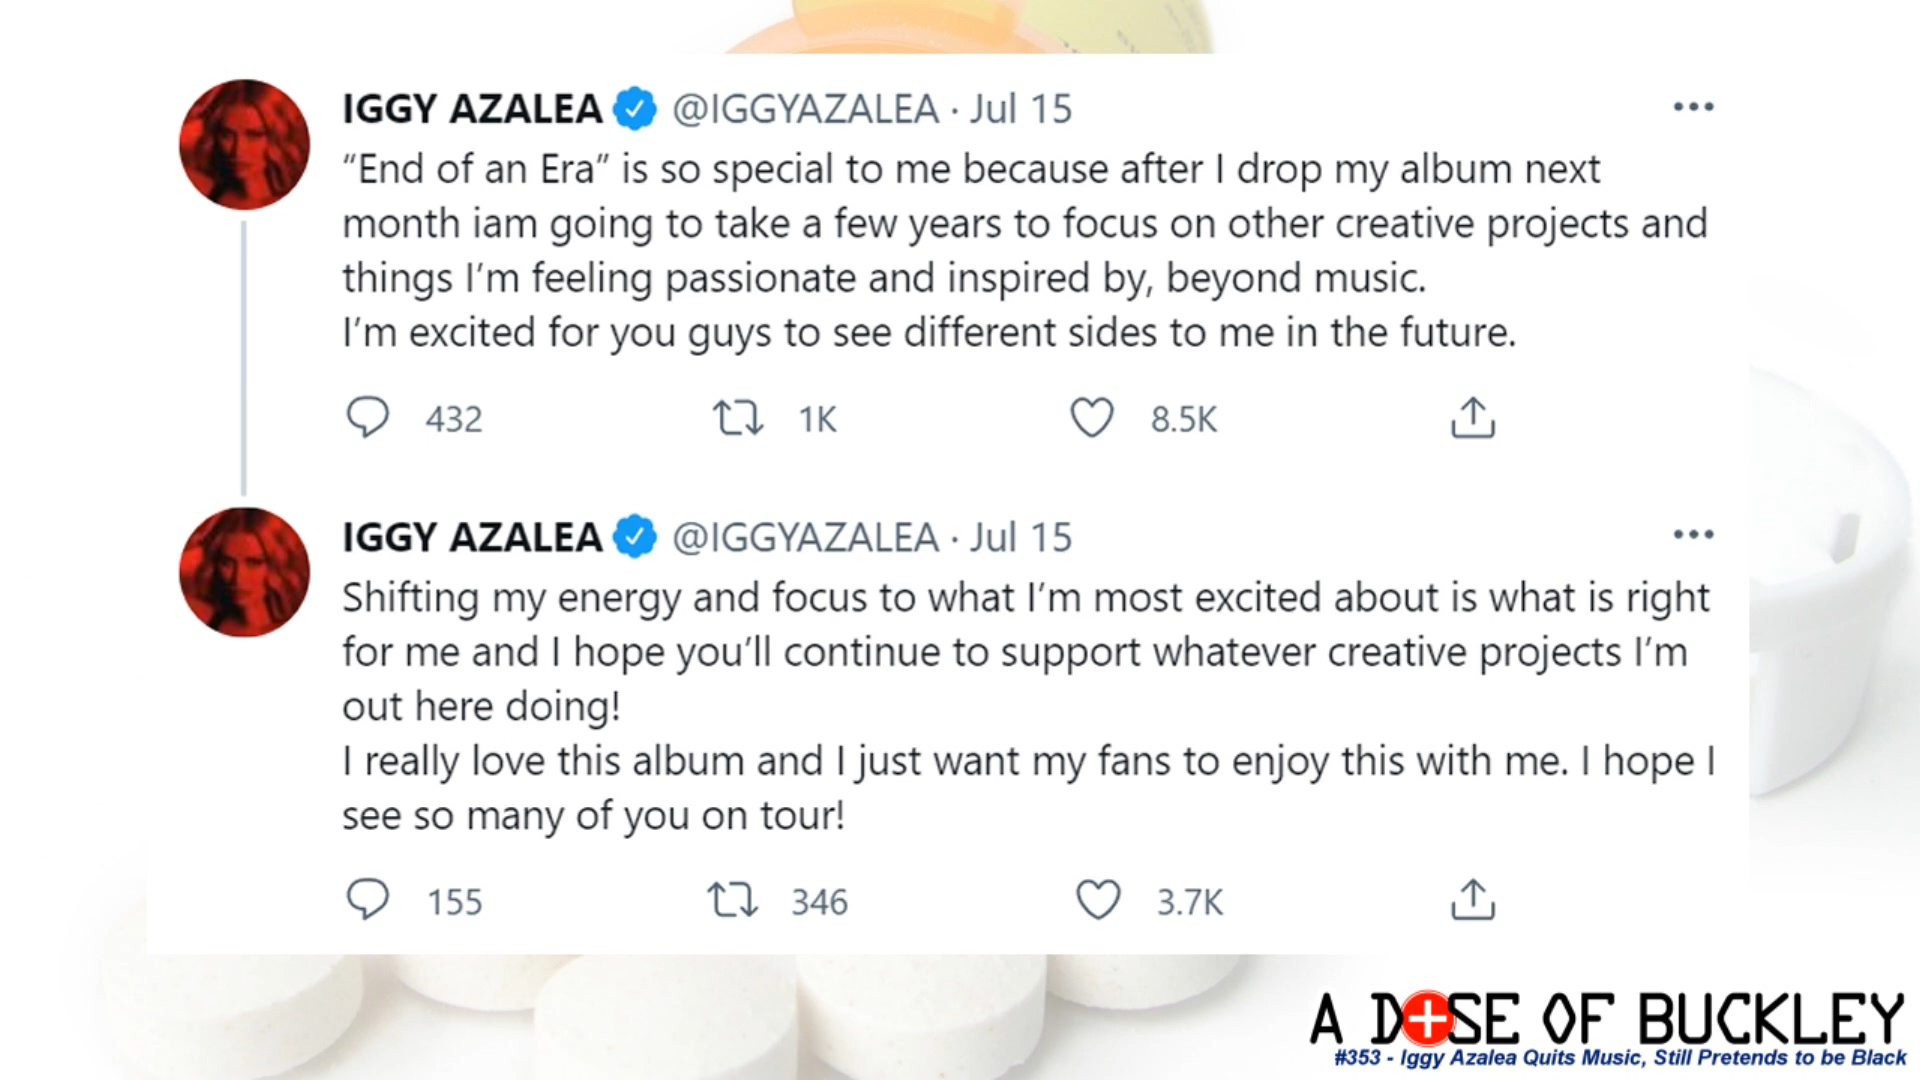 IGGY AZALEA @IGGYAZALEA · Jul 15
“End of an Era” is so special to me because after I drop my album next
month iam going to take a few years to focus on other creative projects and
things I’m feeling passionate and inspired by, beyond music.
I’m excited for you guys to see different sides to me in the future.
432 1K 8.5K
IGGY AZALEA @IGGYAZALEA · Jul 15
Shifting my energy and focus to what I’m most excited about is what is right
for me and I hope you’ll continue to support whatever creative projects I’m
out here doing!
I really love this album and I just want my fans to enjoy this with me. I hope I
see so many of you on tour!
155 346 3.7K
A DOSE OF BUCKLEY
#353 - Iggy Azalea Quits Music, Still Pretends to be Black